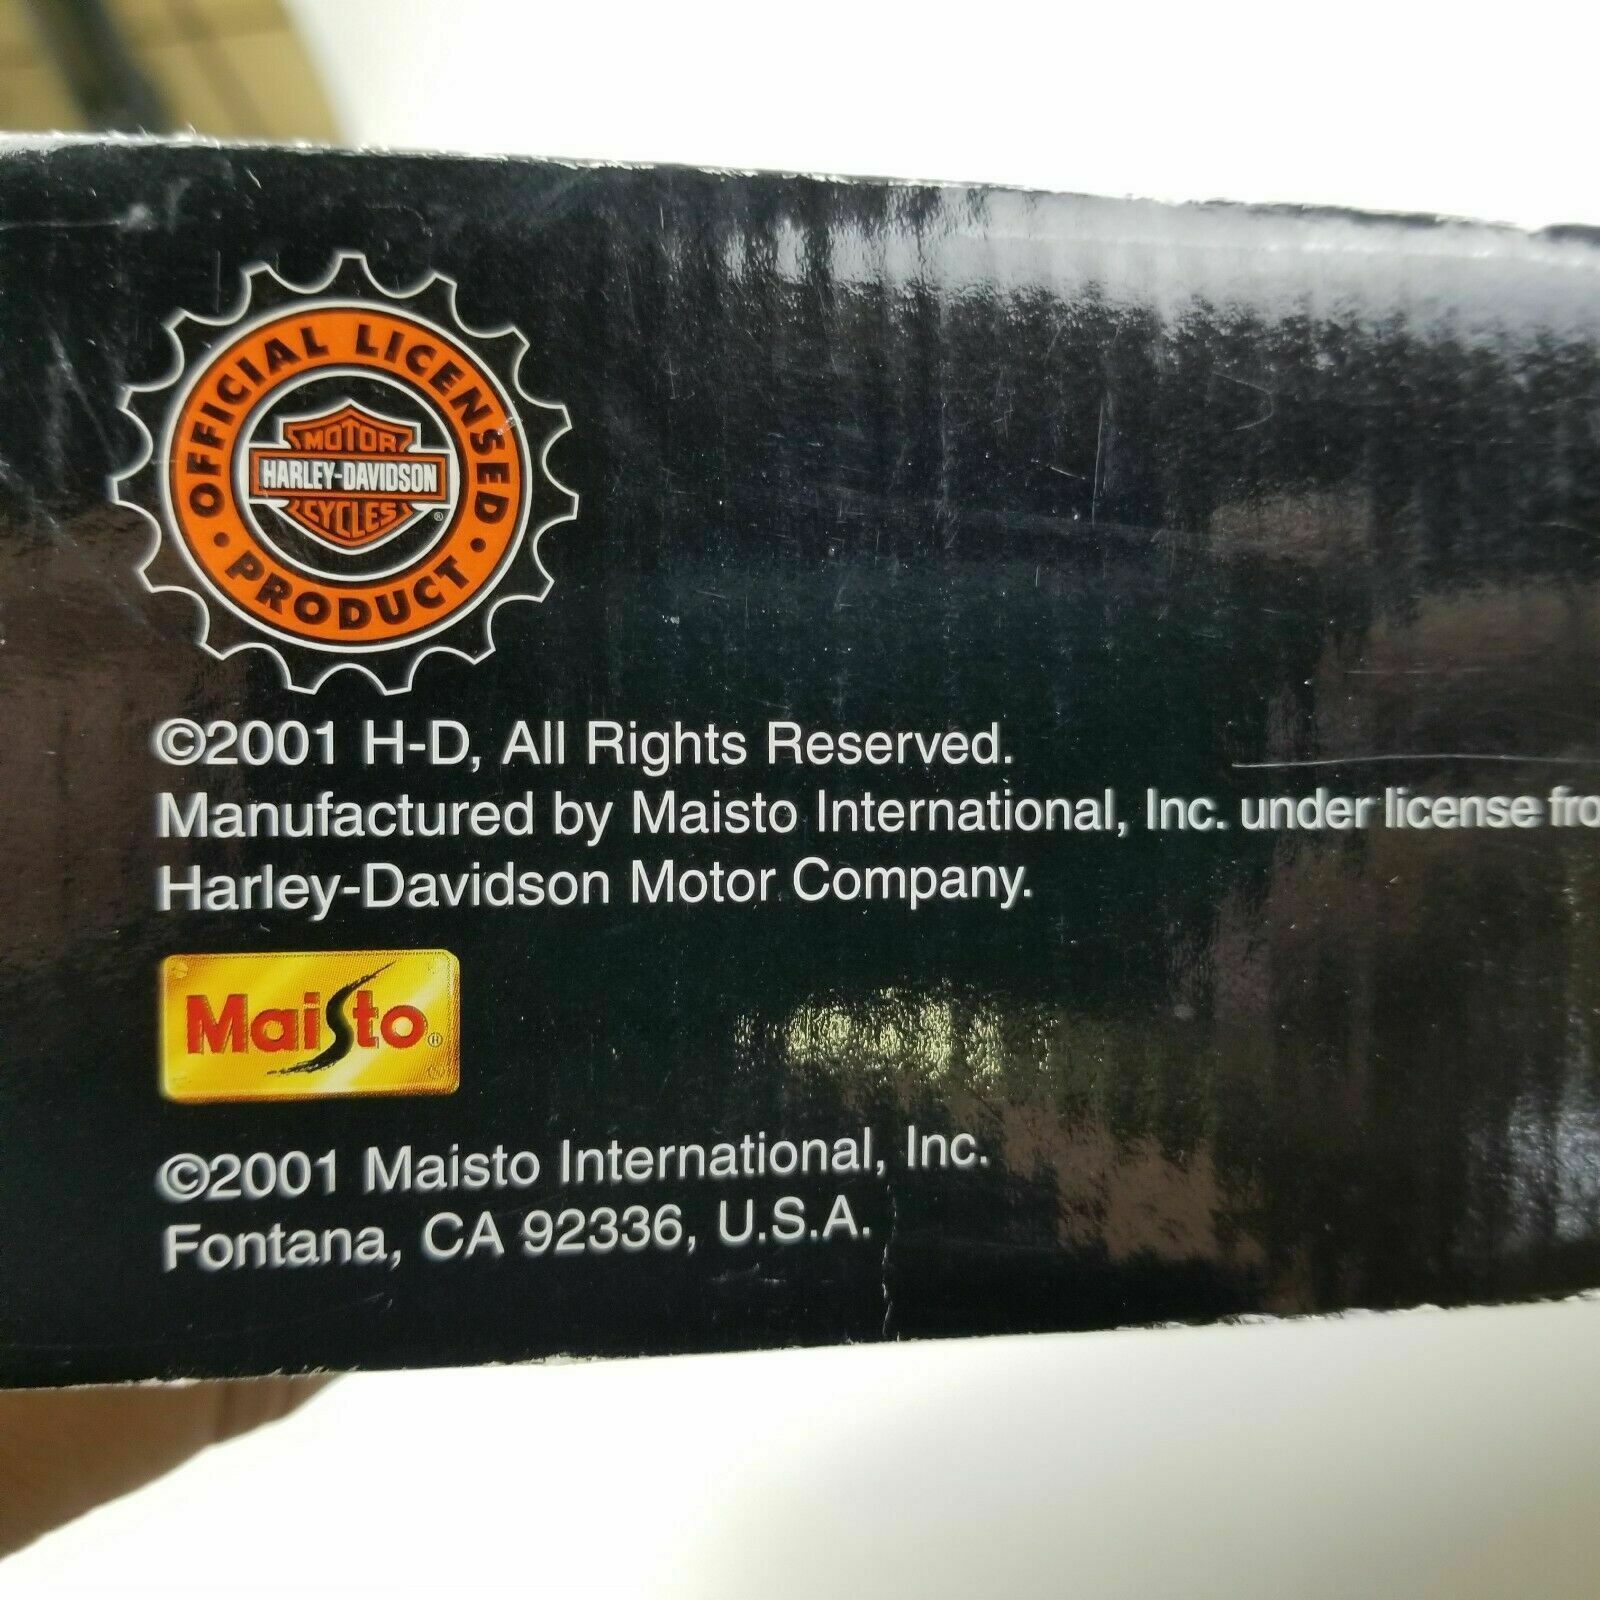 OFFICIAL LICENSED
MOTOR
HARLEY-DAVIDSON
CYCLES ®
• PRODUCT •
©2001 H-D, All Rights Reserved.
Manufactured by Maisto International, Inc. under license fro
Harley-Davidson Motor Company.
Maisto®
©2001 Maisto International, Inc.
Fontana, CA 92336, U.S.A.